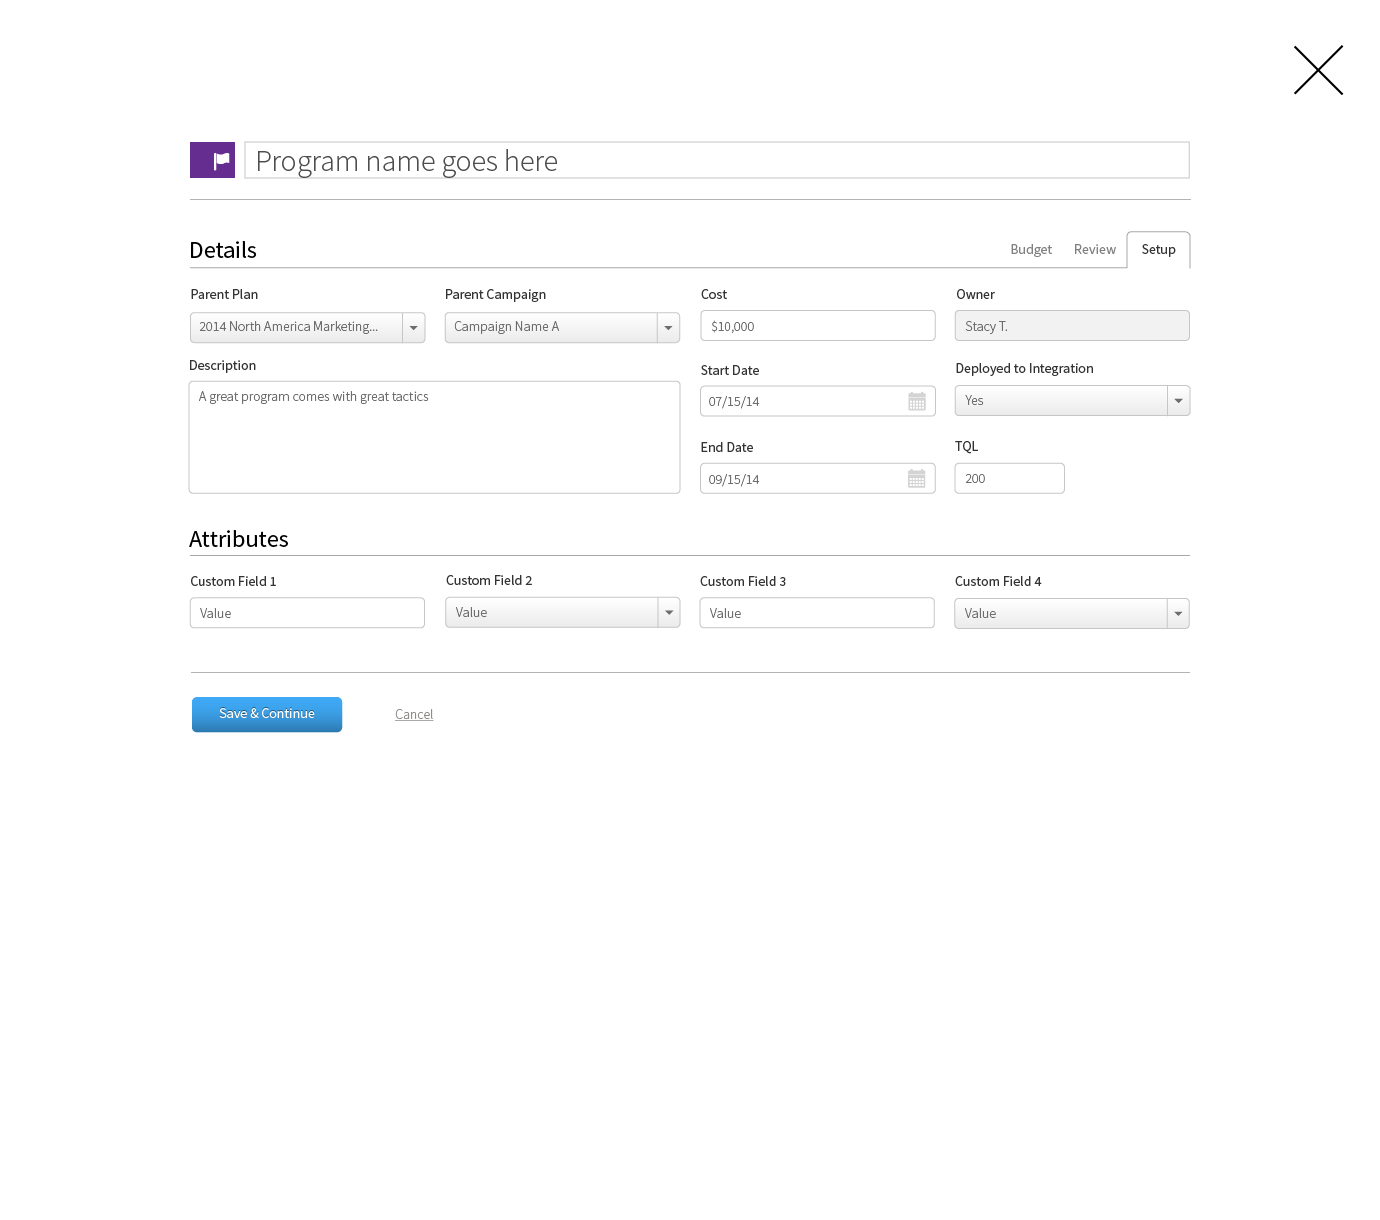 Program name goes here
Details
Budget Review Setup
Parent Plan Parent Campaign Cost Owner
2014 North America Marketing... Campaign Name A $10,000 Stacy T.
Description Start Date Deployed to Integration
A great program comes with great tactics 07/15/14 Yes
End Date TQL
09/15/14 200
Attributes
Custom Field 1 Custom Field 2 Custom Field 3 Custom Field 4
Value Value Value Value
Save & Continue Cancel